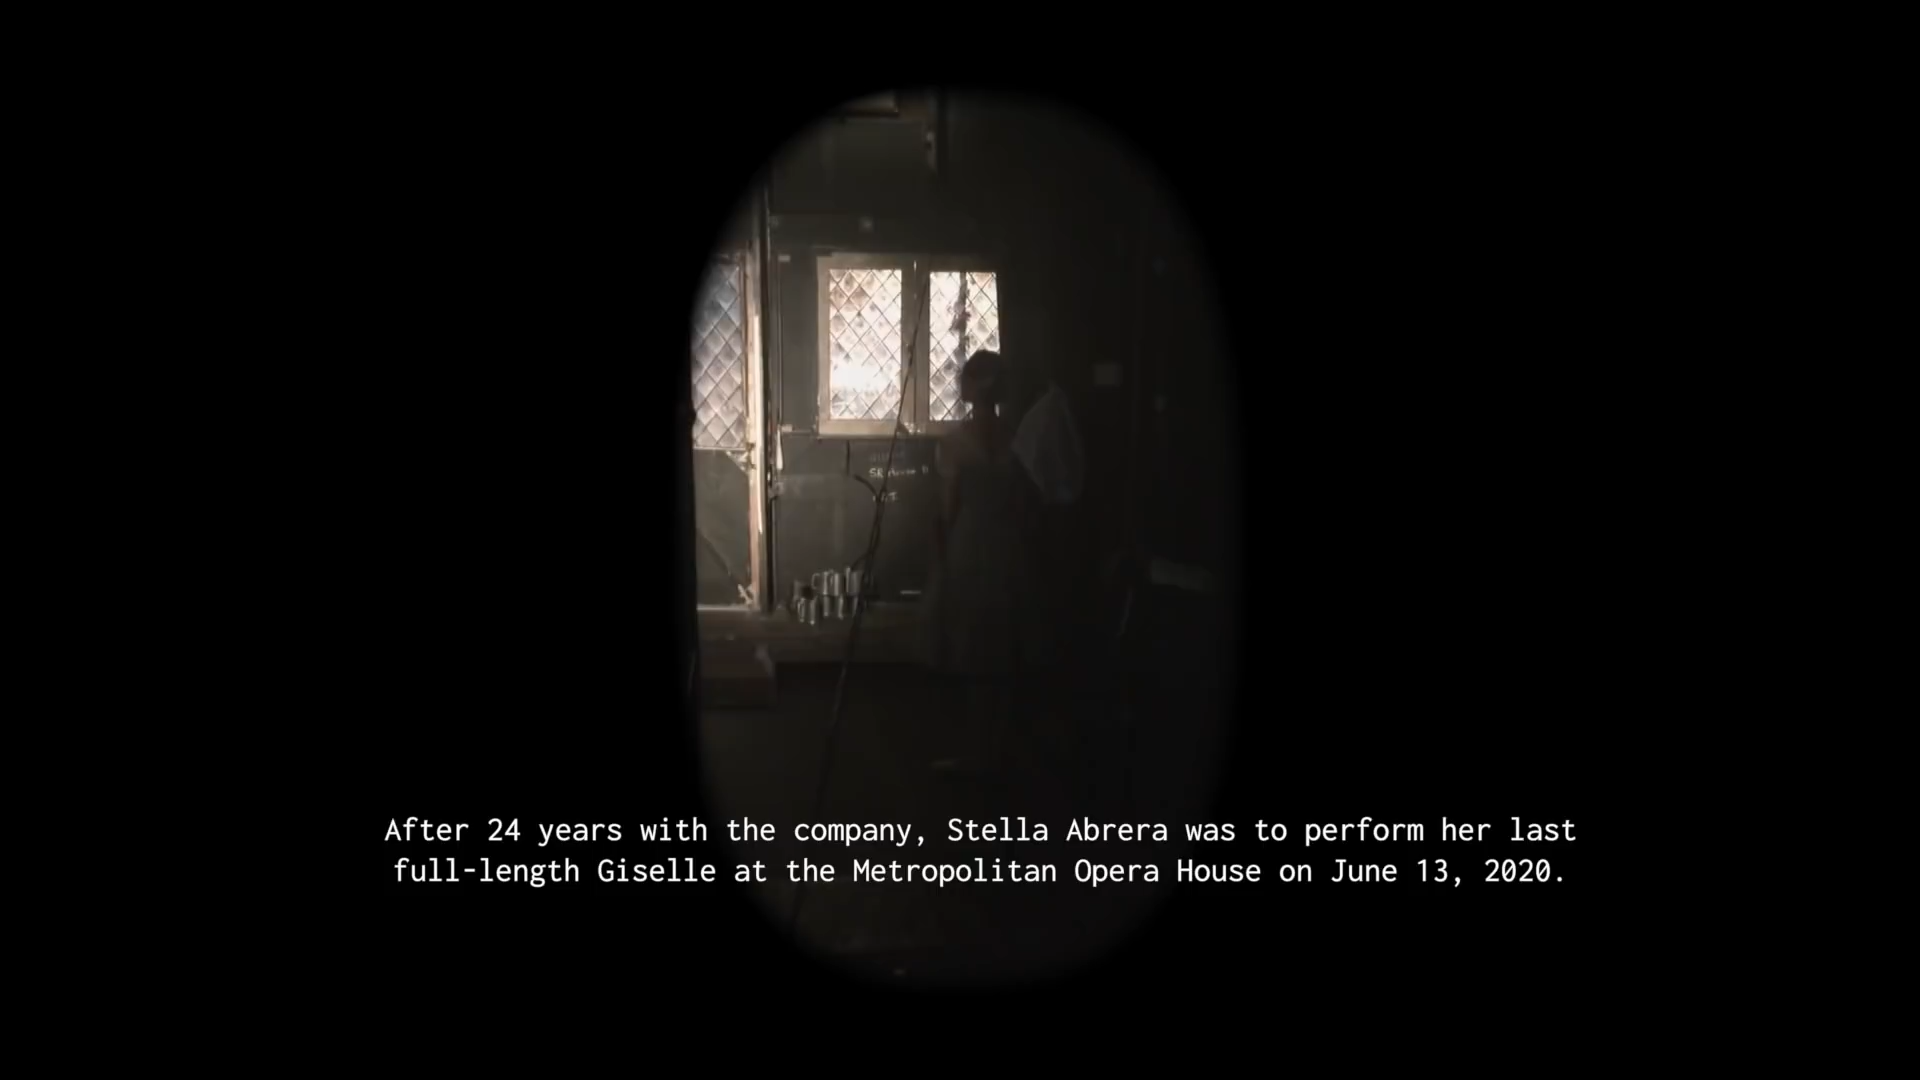 After 24 years with the company, Stella Abrera was to perform her last
full-length Giselle at the Metropolitan Opera House on June 13, 2020.